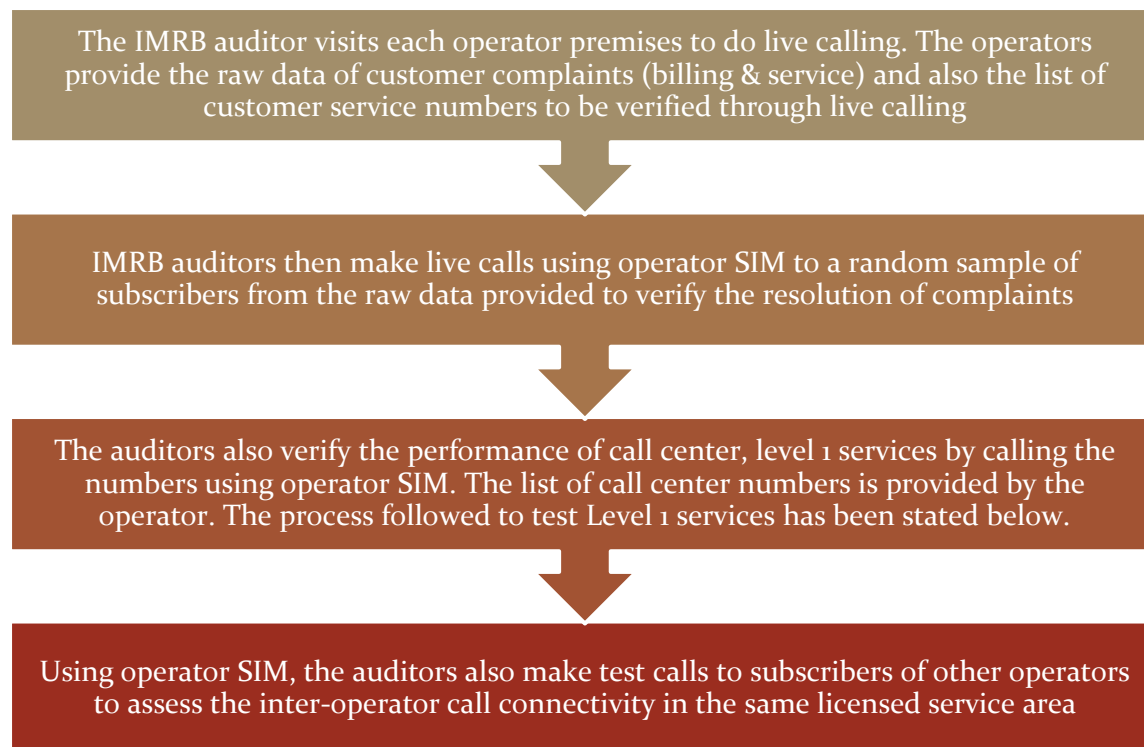 The IMRB auditor visits each operator premises to do live calling. The operators
provide the raw data of customer complaints (billing & service) and also the list of
customer service numbers to be verified through live calling
IMRB auditors then make live calls using operator SIM to a random sample of
subscribers from the raw data provided to verify the resolution of complaints
The auditors also verify the performance of call center, level 1 services by calling the
numbers using operator SIM. The list of call center numbers is provided by the
operator. The process followed to test Level 1 services has been stated below.
Using operator SIM, the auditors also make test calls to subscribers of other operators
to assess the inter-operator call connectivity in the same licensed service area